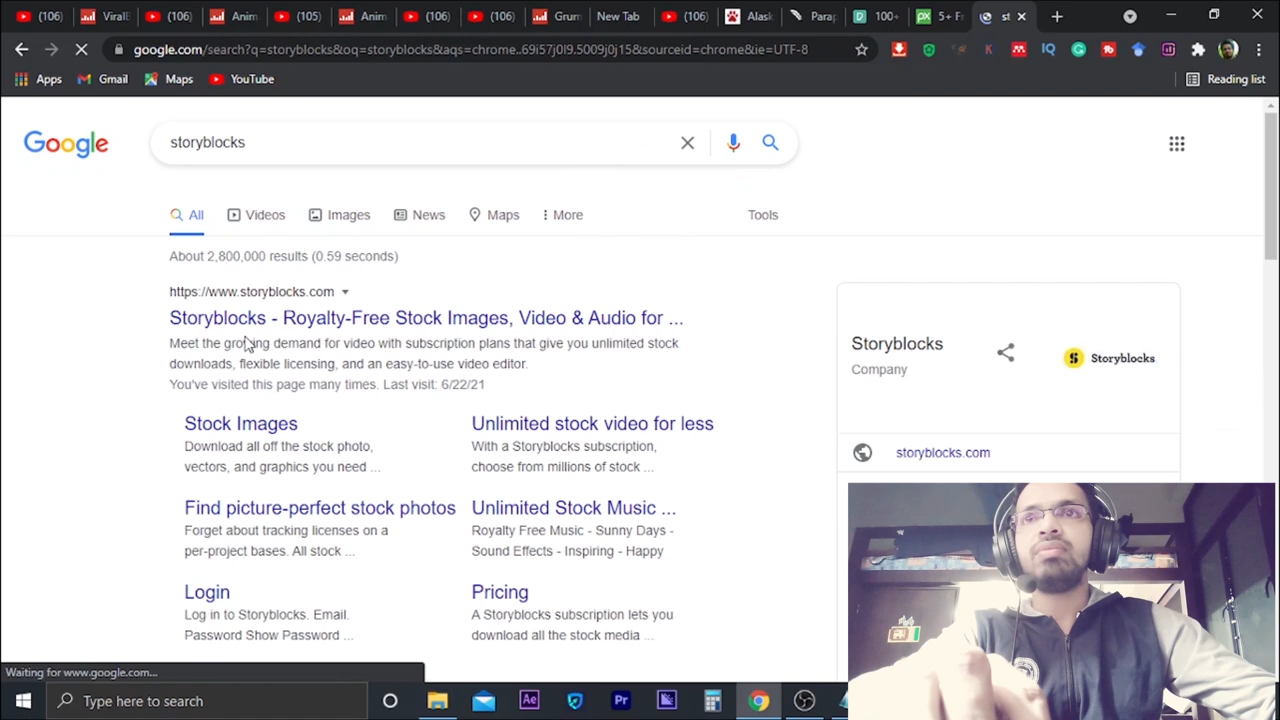 (106)
ViralE
(106)
Anim
(105)
Anim
(106)
(106)
Grum
New Tab
(106)
Alask
Parap
100+
5+ Fr
st
google.com/search?q=storyblocks&oq=storyblocks&aqs=chrome..69i57j0l9.5009j0j15&sourceid=chrome&ie=UTF-8
Apps
Gmail
Maps
YouTube
Reading list
Google
storyblocks
All
Videos
Images
News
Maps
More
Tools
About 2,800,000 results (0.59 seconds)
https://www.storyblocks.com
Storyblocks - Royalty-Free Stock Images, Video & Audio for ...
Meet the growing demand for video with subscription plans that give you unlimited stock
downloads, flexible licensing, and an easy-to-use video editor.
You've visited this page many times. Last visit: 6/22/21
Stock Images
Download all off the stock photo,
vectors, and graphics you need ...
Unlimited stock video for less
With a Storyblocks subscription,
choose from millions of stock ...
Find picture-perfect stock photos
Forget about tracking licenses on a
per-project bases. All stock ...
Unlimited Stock Music ...
Royalty Free Music - Sunny Days -
Sound Effects - Inspiring - Happy
Login
Log in to Storyblocks. Email.
Password Show Password ...
Pricing
A Storyblocks subscription lets you
download all the stock media ...
Storyblocks
Company
Storyblocks
storyblocks.com
Waiting for www.google.com...
Type here to search
Ae
Pr